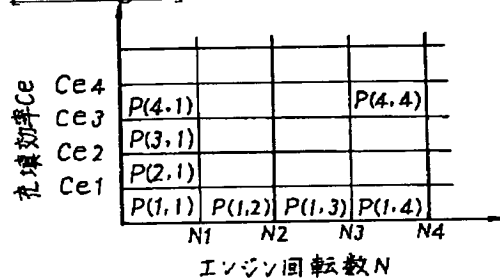 充填効率Ce
Ce4
Ce3
Ce2
Ce1
P(4,1) P(4,4)
P(3,1)
P(2,1)
P(1,1) P(1,2) P(1,3) P(1,4)
N1 N2 N3 N4
エンジン回転数N